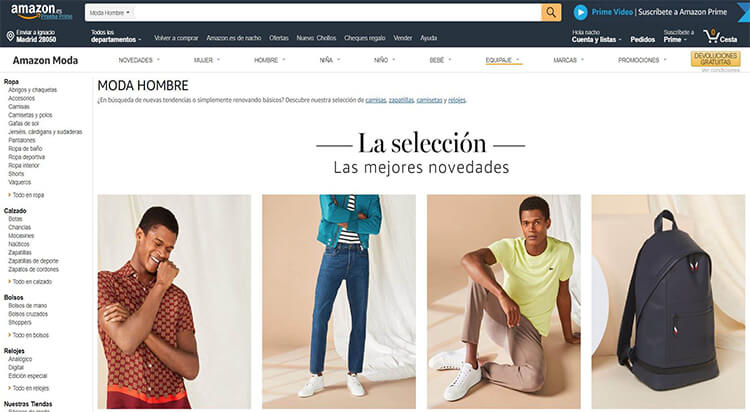 amazon.es
Prueba Prime
Moda Hombre
Prime Video | Suscríbete a Amazon Prime
Enviar a Ignacio
Madrid 28050
Todos los
departamentos
Volver a comprar
Amazon.es de nacho
Ofertas
Nuevos Chollos
Cheques regalo
Vender
Ayuda
Hola nacho
Cuenta y listas
Pedidos
Suscríbete a
Prime
0
Cesta
Amazon Moda
NOVEDADES
MUJER
HOMBRE
NIÑA
NIÑO
BEBÉ
EQUIPAJE
MARCAS
PROMOCIONES
DEVOLUCIONES
GRATUITAS
Ver condiciones
Ropa
Abrigos y chaquetas
Accesorios
Camisas
Camisetas y polos
Gafas de sol
Jerséis, cárdigans y sudaderas
Pantalones
Ropa de baño
Ropa deportiva
Ropa interior
Shorts
Vaqueros
Todo en ropa
Calzado
Botas
Chanclas
Mocasines
Náuticos
Zapatillas
Zapatillas de deporte
Zapatos de cordones
Todo en calzado
Bolsos
Bolsos de mano
Bolsos cruzados
Shoppers
Todo en bolsos
Relojes
Analógico
Digital
Edición especial
Todo en relojes
Nuestras Tiendas
MODA HOMBRE
¿En búsqueda de nuevas tendencias o simplemente renovando básicos? Descubre nuestra selección de camisas, zapatillas, camisetas y relojes.
La selección
Las mejores novedades